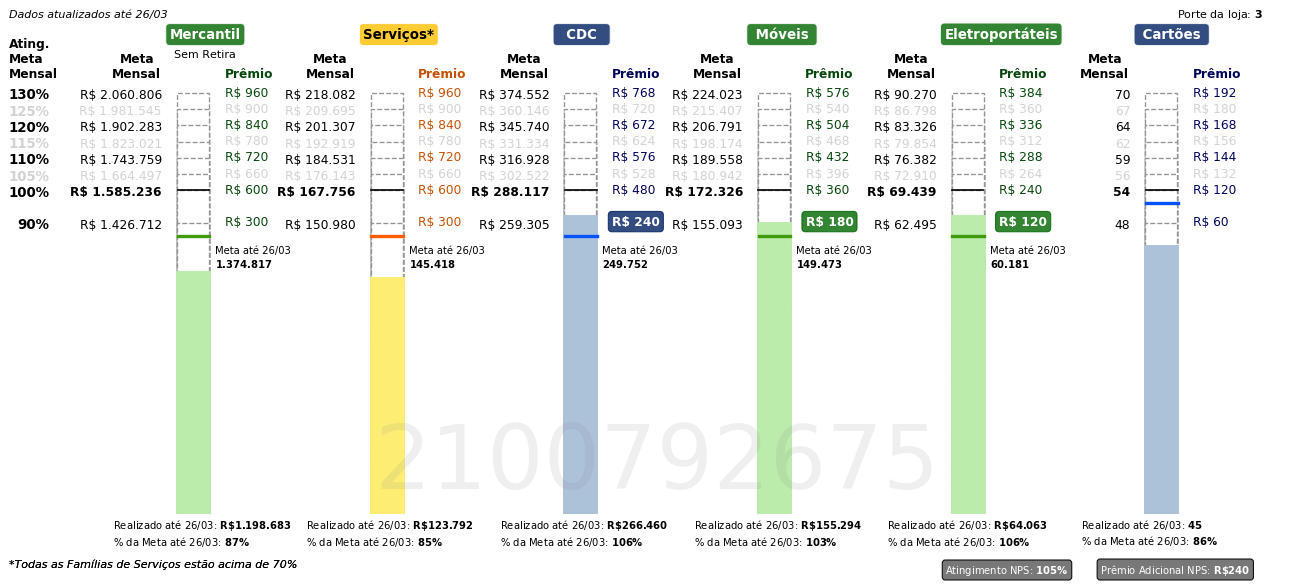 Dados atualizados até 26/03
Porte da loja: 3
Mercantil Serviços* CDC Móveis Eletroportáteis Cartões
Sem Retira
Ating. Meta Mensal
Meta Mensal Prêmio Meta Mensal Prêmio Meta Mensal Prêmio Meta Mensal Prêmio Meta Mensal Prêmio Meta Mensal Prêmio
130% R$ 2.060.806 R$ 960 R$ 218.082 R$ 960 R$ 374.552 R$ 768 R$ 224.023 R$ 576 R$ 90.270 R$ 384 70 R$ 192
125% R$ 1.981.545 R$ 900 R$ 209.695 R$ 900 R$ 360.146 R$ 720 R$ 215.407 R$ 540 R$ 86.798 R$ 360 67 R$ 180
120% R$ 1.902.283 R$ 840 R$ 201.307 R$ 840 R$ 345.740 R$ 672 R$ 206.791 R$ 504 R$ 83.326 R$ 336 64 R$ 168
115% R$ 1.823.021 R$ 780 R$ 192.919 R$ 780 R$ 331.334 R$ 624 R$ 198.174 R$ 468 R$ 79.854 R$ 312 62 R$ 156
110% R$ 1.743.759 R$ 720 R$ 184.531 R$ 720 R$ 316.928 R$ 576 R$ 189.558 R$ 432 R$ 76.382 R$ 288 59 R$ 144
105% R$ 1.664.497 R$ 660 R$ 176.143 R$ 660 R$ 302.522 R$ 528 R$ 180.942 R$ 396 R$ 72.910 R$ 264 56 R$ 132
100% R$ 1.585.236 R$ 600 R$ 167.756 R$ 600 R$ 288.117 R$ 480 R$ 172.326 R$ 360 R$ 69.439 R$ 240 54 R$ 120
90% R$ 1.426.712 R$ 300 R$ 150.980 R$ 300 R$ 259.305 R$ 240 R$ 155.093 R$ 180 R$ 62.495 R$ 120 48 R$ 60
Meta até 26/03 Meta até 26/03 Meta até 26/03 Meta até 26/03 Meta até 26/03
1.374.817 145.418 249.752 149.473 60.181
2100792675
Realizado até 26/03: R$1.198.683 Realizado até 26/03: R$123.792 Realizado até 26/03: R$266.460 Realizado até 26/03: R$155.294 Realizado até 26/03: R$64.063 Realizado até 26/03: 45
% da Meta até 26/03: 87% % da Meta até 26/03: 85% % da Meta até 26/03: 106% % da Meta até 26/03: 103% % da Meta até 26/03: 106% % da Meta até 26/03: 86%
*Todas as Famílias de Serviços estão acima de 70%
Atingimento NPS: 105% Prêmio Adicional NPS: R$240